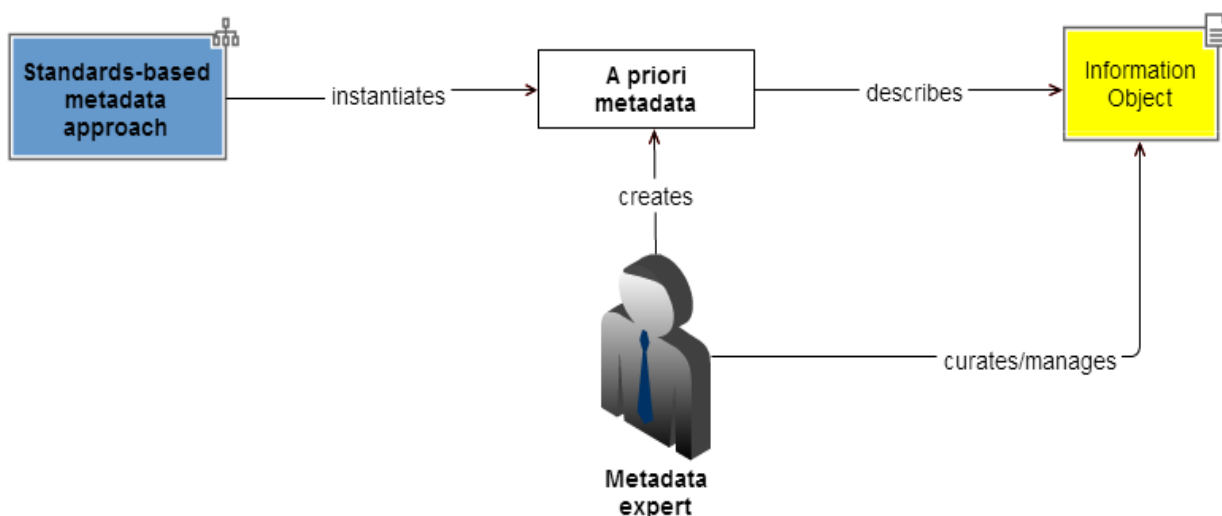 Standards-based
metadata
approach
instantiates
A priori
metadata
describes
Information
Object
creates
curates/manages
Metadata
expert